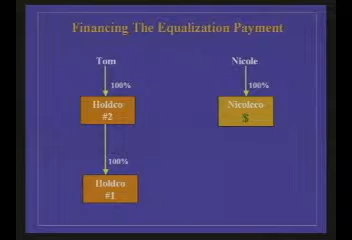 Financing The Equalization Payment
Tom
Nicole
100%
100%
Holdco
#2
Nicoleco
$
100%
Holdco
#1